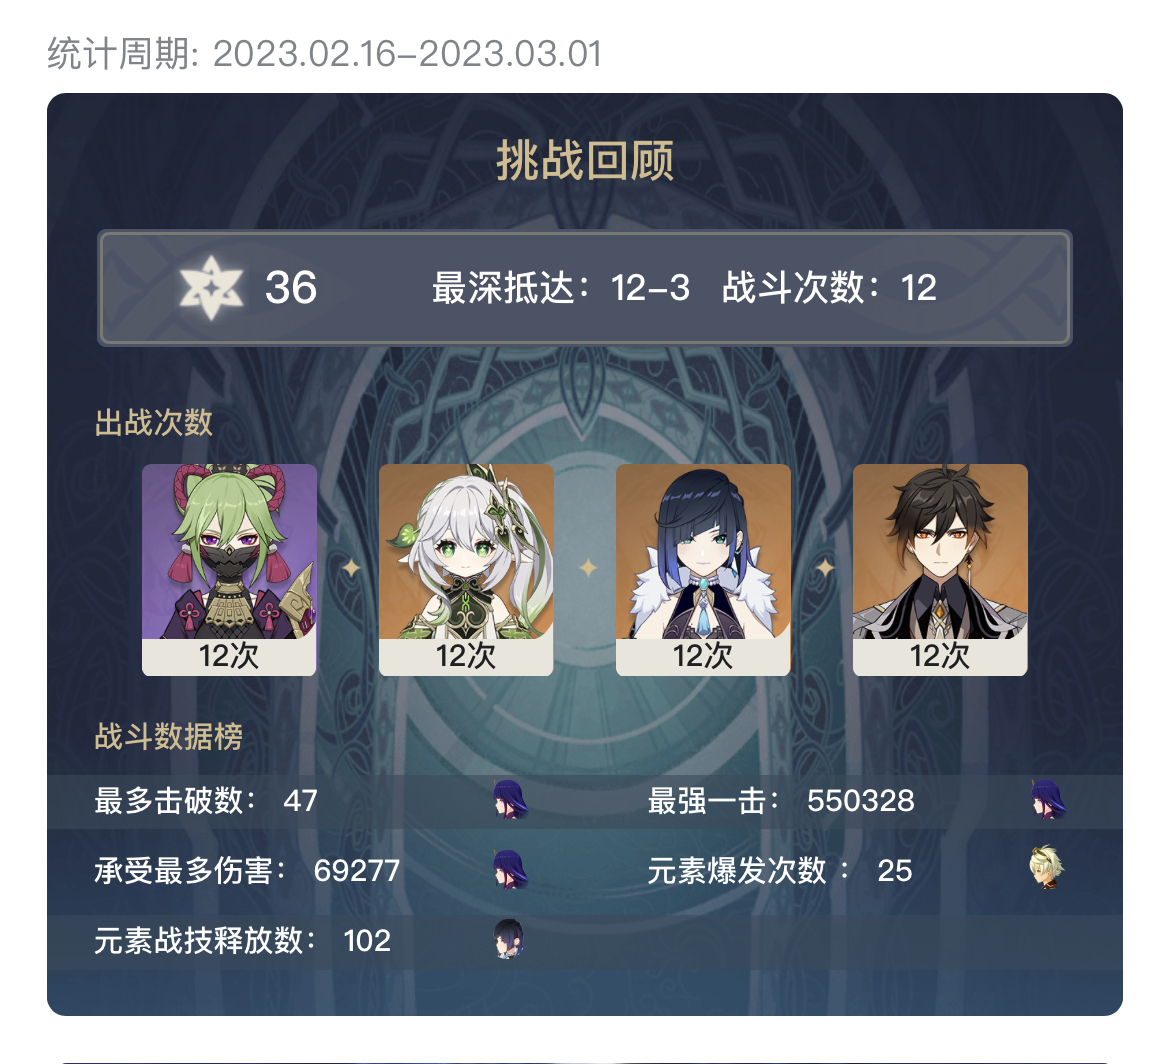 统计周期: 2023.02.16-2023.03.01
挑战回顾
36 最深抵达：12-3 战斗次数：12
出战次数
12次 12次 12次 12次
战斗数据榜
最多击破数： 47 最强一击： 550328
承受最多伤害： 69277 元素爆发次数 ： 25
元素战技释放数： 102